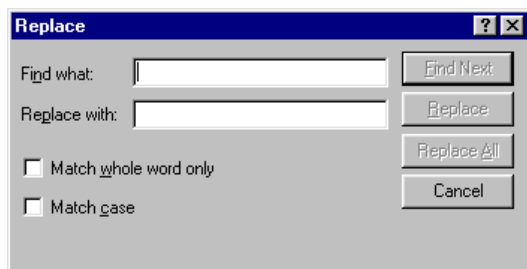 Replace
Find what:
Find Next
Replace with:
Replace
Replace All
Match whole word only
Cancel
Match case